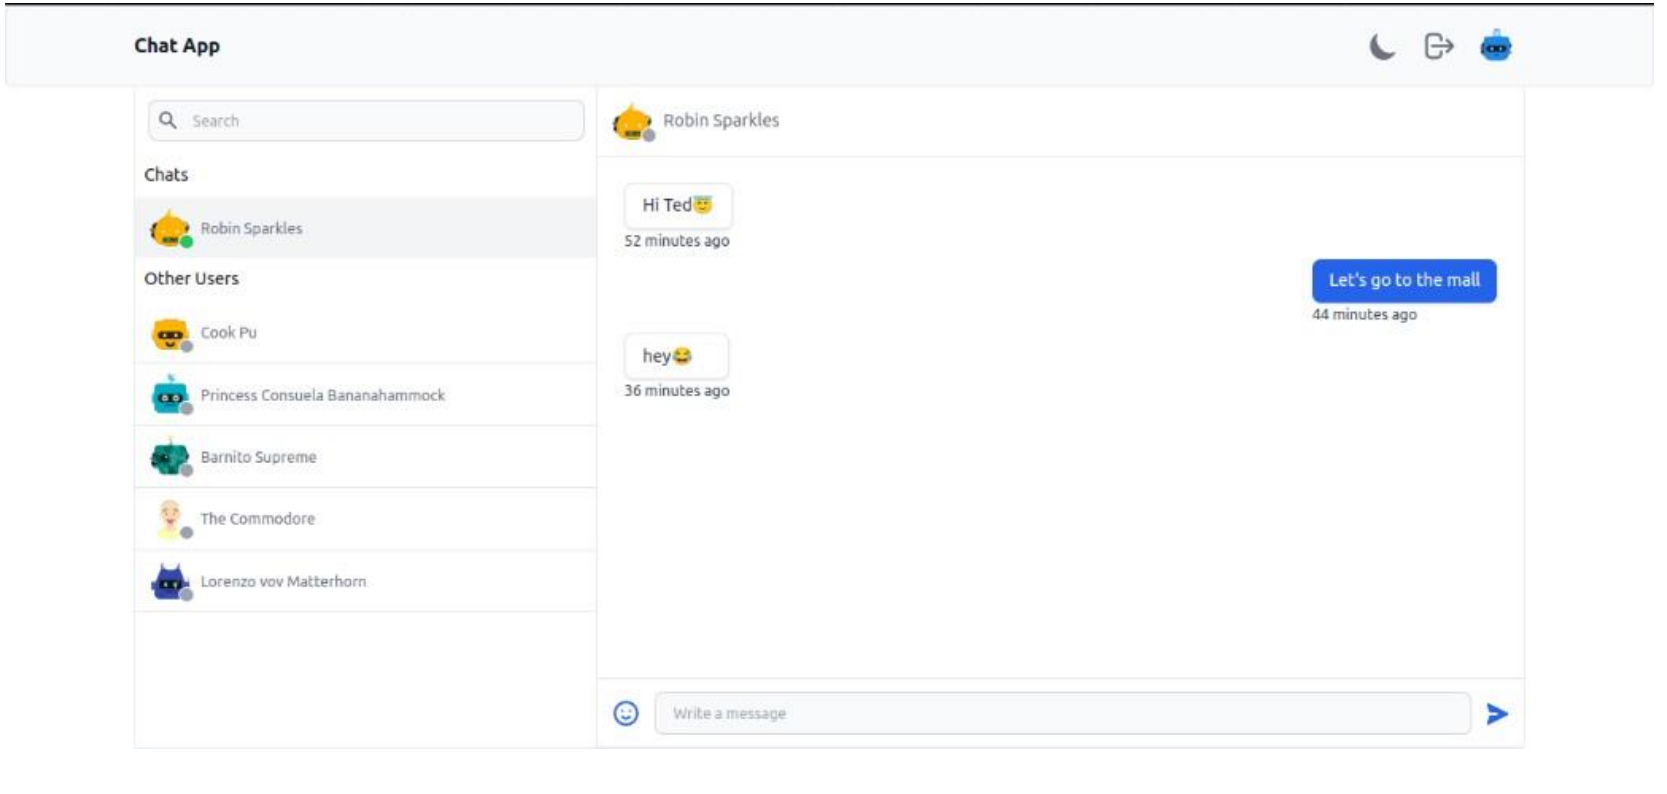 Chat App
Search
Chats
Robin Sparkles
Other Users
Cook Pu
Princess Consuela Bananahammock
Barnito Supreme
The Commodore
Lorenzo vov Matterhorn
Robin Sparkles
Hi Ted😇
52 minutes ago
Let's go to the mall
44 minutes ago
hey😂
36 minutes ago
Write a message